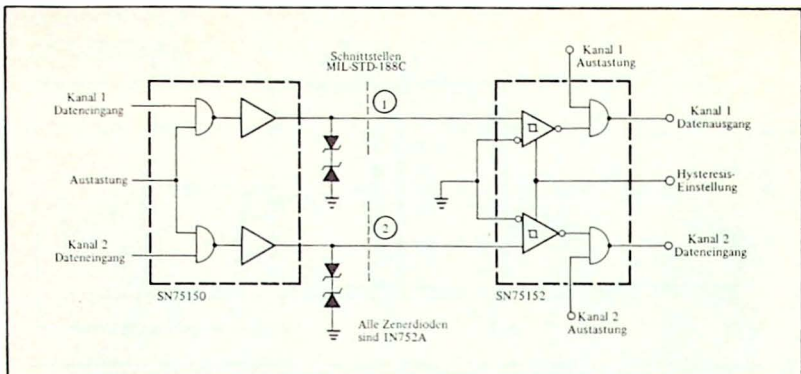 Kanal 1
Dateneingang
Austastung
Kanal 2
Dateneingang
SN75150
Schnittstellen
MIL-STD-188C
1
2
Alle Zenerdioden
sind 1N752A
Kanal 1
Austastung
Kanal 1
Datenausgang
Hysteresis-
Einstellung
Kanal 2
Dateneingang
SN75152
Kanal 2
Austastung